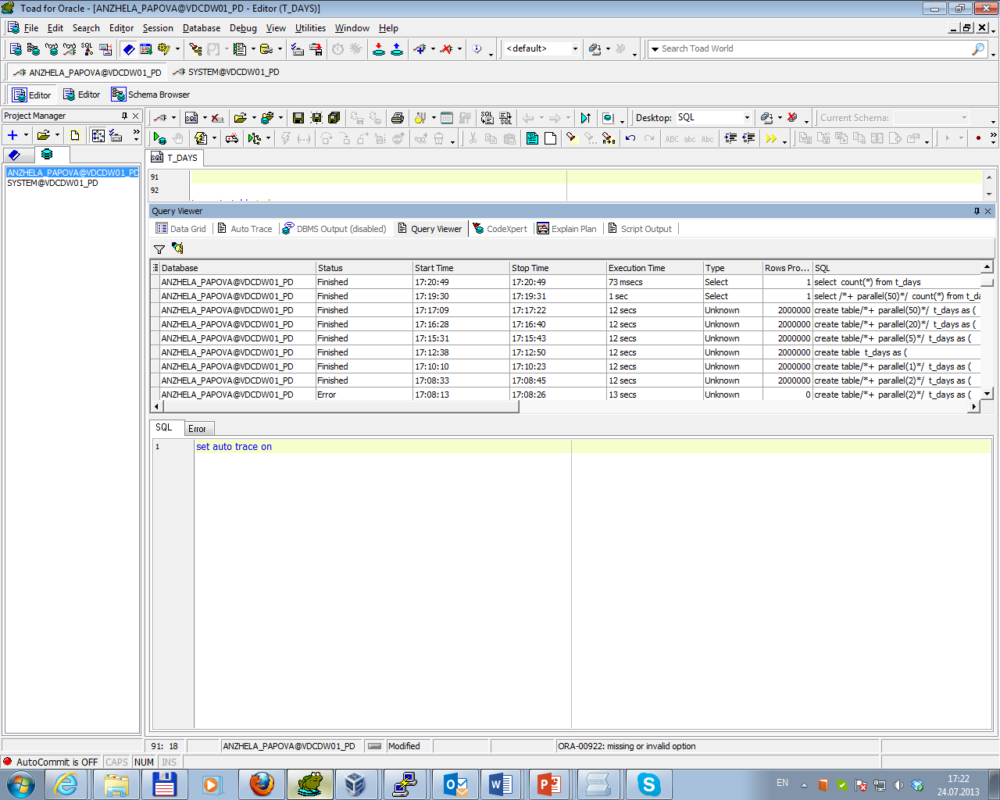 Toad for Oracle - [ANZHELA_PAPOVA@VDCDW01_PD - Editor (T_DAYS)]
File Edit Search Editor Session Database Debug View Utilities Window Help
<default> Search Toad World
ANZHELA_PAPOVA@VDCDW01_PD SYSTEM@VDCDW01_PD
Editor Editor Schema Browser
Project Manager
Desktop: SQL Current Schema:
ANZHELA_PAPOVA@VDCDW01_PD
SYSTEM@VDCDW01_PD
T_DAYS
91
92
Query Viewer
Data Grid Auto Trace DBMS Output (disabled) Query Viewer CodeXpert Explain Plan Script Output
Database Status Start Time Stop Time Execution Time Type Rows Pro... SQL
ANZHELA_PAPOVA@VDCDW01_PD Finished 17:20:49 17:20:49 73 msecs Select 1 select count(*) from t_days
ANZHELA_PAPOVA@VDCDW01_PD Finished 17:19:30 17:19:31 1 sec Select 1 select /*+ parallel(50)*/ count(*) from t_da
ANZHELA_PAPOVA@VDCDW01_PD Finished 17:17:09 17:17:22 12 secs Unknown 2000000 create table/*+ parallel(50)*/ t_days as (
ANZHELA_PAPOVA@VDCDW01_PD Finished 17:16:28 17:16:40 12 secs Unknown 2000000 create table/*+ parallel(20)*/ t_days as (
ANZHELA_PAPOVA@VDCDW01_PD Finished 17:15:31 17:15:43 12 secs Unknown 2000000 create table/*+ parallel(5)*/ t_days as (
ANZHELA_PAPOVA@VDCDW01_PD Finished 17:12:38 17:12:50 12 secs Unknown 2000000 create table t_days as (
ANZHELA_PAPOVA@VDCDW01_PD Finished 17:10:10 17:10:23 12 secs Unknown 2000000 create table/*+ parallel(1)*/ t_days as (
ANZHELA_PAPOVA@VDCDW01_PD Finished 17:08:33 17:08:45 12 secs Unknown 2000000 create table/*+ parallel(2)*/ t_days as (
ANZHELA_PAPOVA@VDCDW01_PD Error 17:08:13 17:08:26 13 secs Unknown 0 create table/*+ parallel(2)*/ t_days as (
SQL Error
1 set auto trace on
91: 18 ANZHELA_PAPOVA@VDCDW01_PD Modified ORA-00922: missing or invalid option
AutoCommit is OFF CAPS NUM INS
EN 17:22
24.07.2013